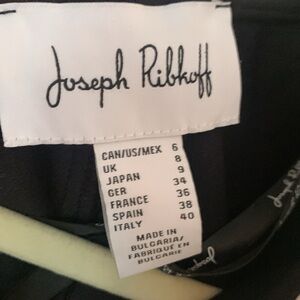 Joseph Ribkoff
CAN/US/MEX 6
UK 8
JAPAN 9
GER 34
FRANCE 36
SPAIN 38
ITALY 40
MADE IN
BULGARIA/
FABRIQUÉ EN
BULGARIE